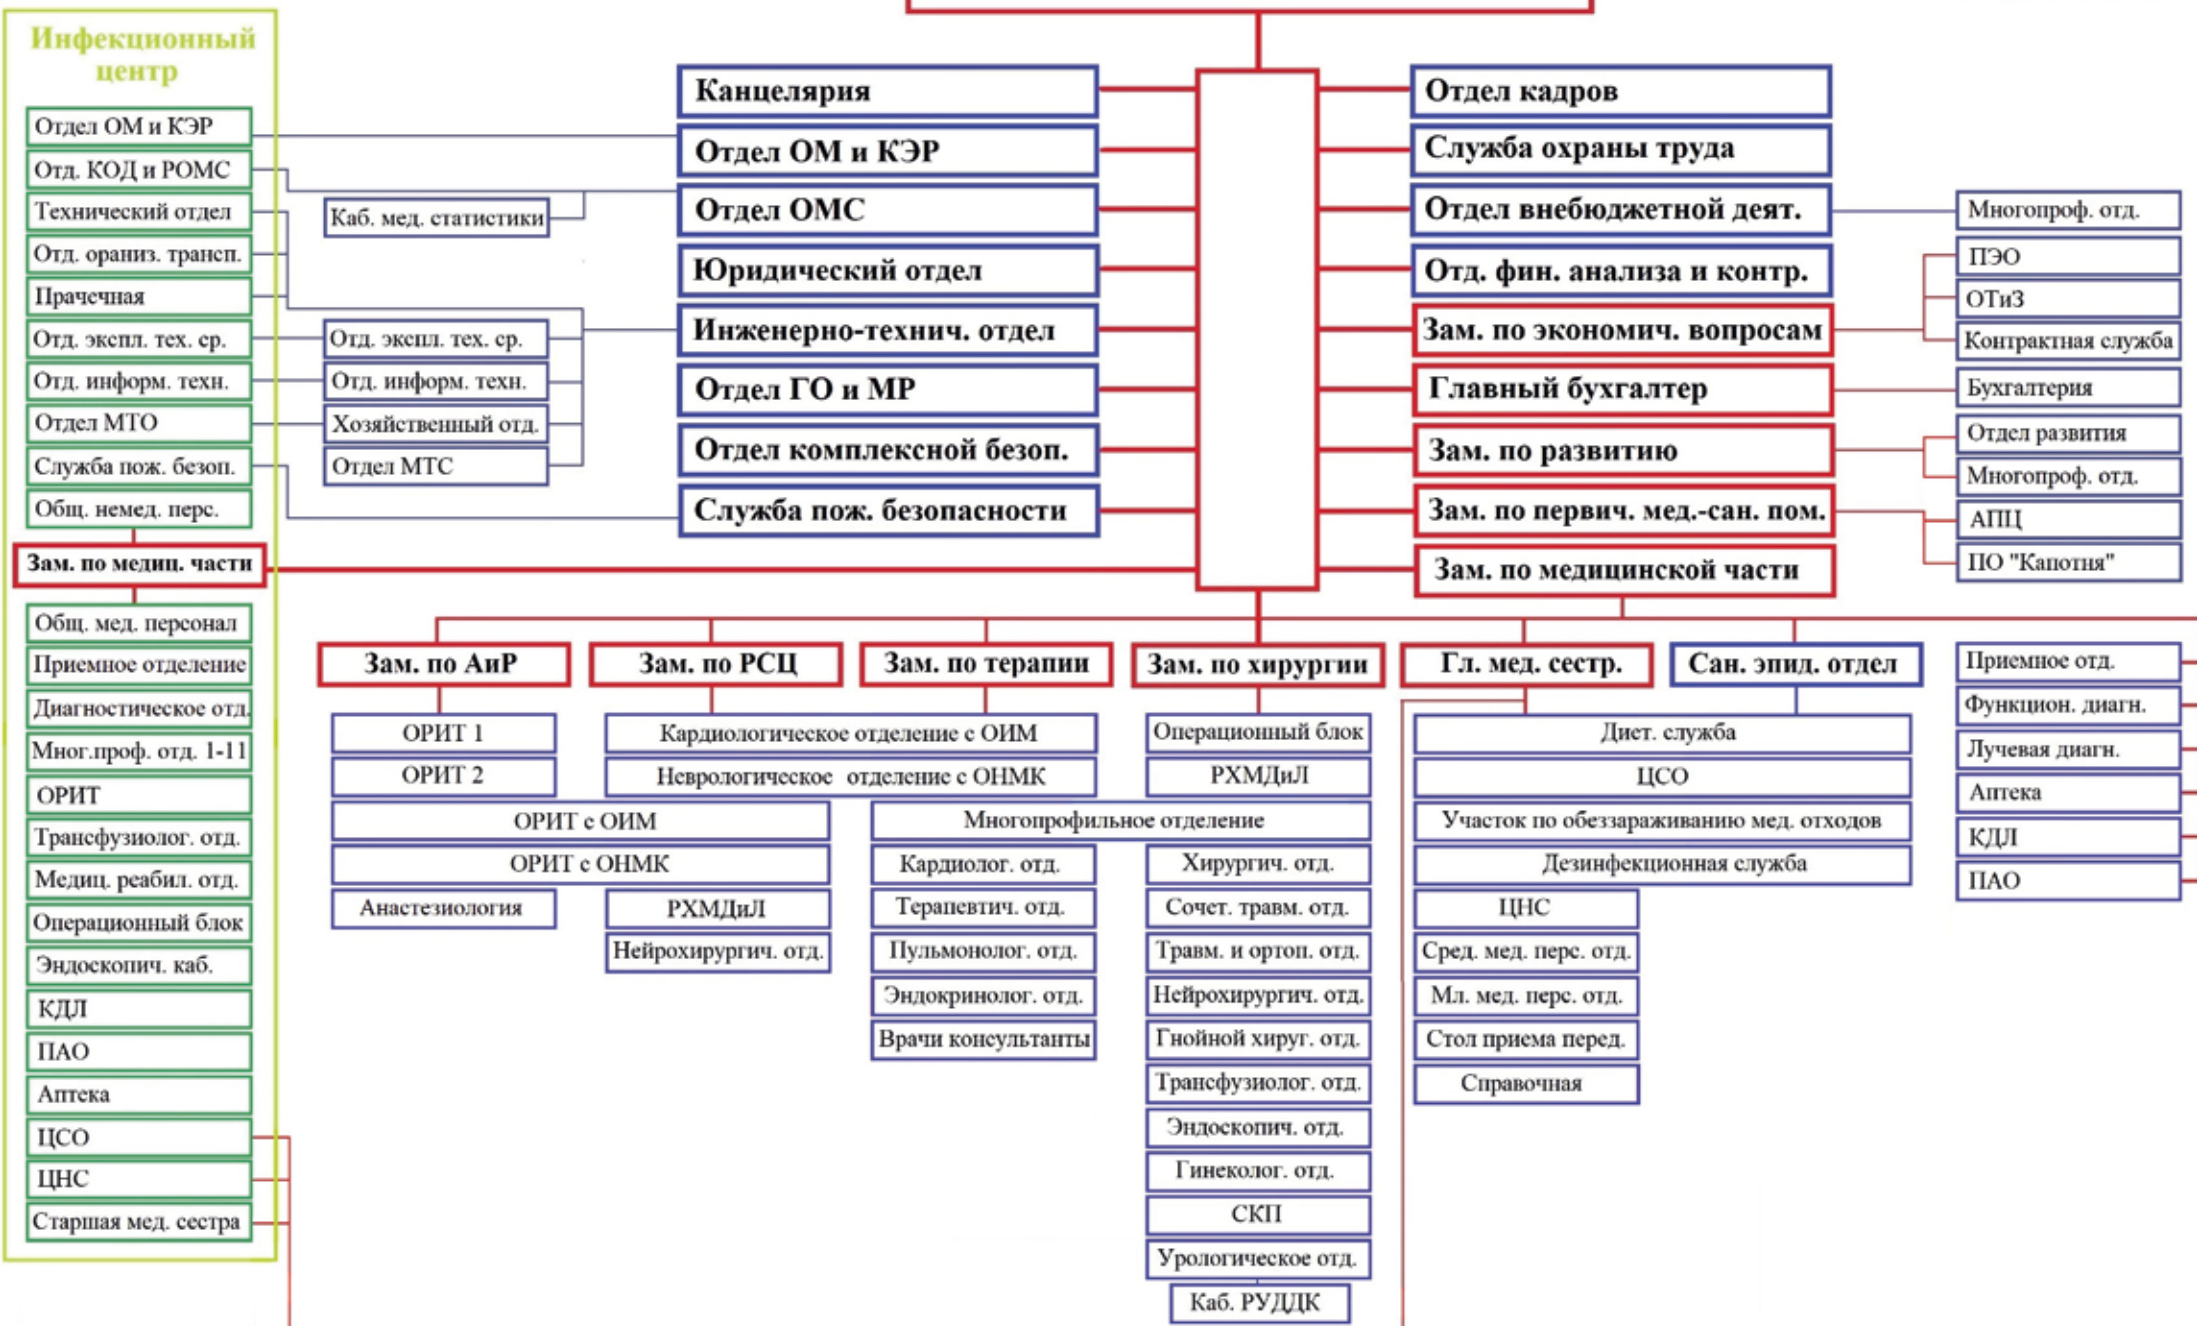 Инфекционный
центр
Отдел ОМ и КЭР
Отд. КОД и РОМС
Технический отдел
Отд. ораниз. трансп.
Прачечная
Отд. экспл. тех. ср.
Отд. информ. техн.
Отдел МТО
Служба пож. безоп.
Общ. немед. перс.
Зам. по медиц. части
Общ. мед. персонал
Приемное отделение
Диагностическое отд.
Мног.проф. отд. 1-11
ОРИТ
Трансфузиолог. отд.
Медиц. реабил. отд.
Операционный блок
Эндоскопич. каб.
КДЛ
ПАО
Аптека
ЦСО
ЦНС
Старшая мед. сестра
Каб. мед. статистики
Отд. экспл. тех. ср.
Отд. информ. техн.
Хозяйственный отд.
Отдел МТС
Канцелярия
Отдел ОМ и КЭР
Отдел ОМС
Юридический отдел
Инженерно-технич. отдел
Отдел ГО и МР
Отдел комплексной безоп.
Служба пож. безопасности
Отдел кадров
Служба охраны труда
Отдел внебюджетной деят.
Отд. фин. анализа и контр.
Зам. по экономич. вопросам
Главный бухгалтер
Зам. по развитию
Зам. по первич. мед.-сан. пом.
Зам. по медицинской части
Многопроф. отд.
ПЭО
ОТиЗ
Контрактная служба
Бухгалтерия
Отдел развития
Многопроф. отд.
АПЦ
ПО "Капотня"
Зам. по АиР
Зам. по РСЦ
Зам. по терапии
Зам. по хирургии
Гл. мед. сестр.
Сан. эпид. отдел
ОРИТ 1
ОРИТ 2
ОРИТ с ОИМ
ОРИТ с ОНМК
Анастезиология
Кардиологическое отделение с ОИМ
Неврологическое отделение с ОНМК
РХМДиЛ
Нейрохирургич. отд.
Многопрофильное отделение
Кардиолог. отд.
Терапевтич. отд.
Пульмонолог. отд.
Эндокринолог. отд.
Врачи консультанты
Операционный блок
РХМДиЛ
Хирургич. отд.
Сочет. травм. отд.
Травм. и ортоп. отд.
Нейрохирургич. отд.
Гнойной хируг. отд.
Трансфузиолог. отд.
Эндоскопич. отд.
Гинеколог. отд.
СКП
Урологическое отд.
Каб. РУДДК
Диет. служба
ЦСО
Участок по обеззараживанию мед. отходов
Дезинфекционная служба
ЦНС
Сред. мед. перс. отд.
Мл. мед. перс. отд.
Стол приема перед.
Справочная
Приемное отд.
Функцион. диагн.
Лучевая диагн.
Аптека
КДЛ
ПАО